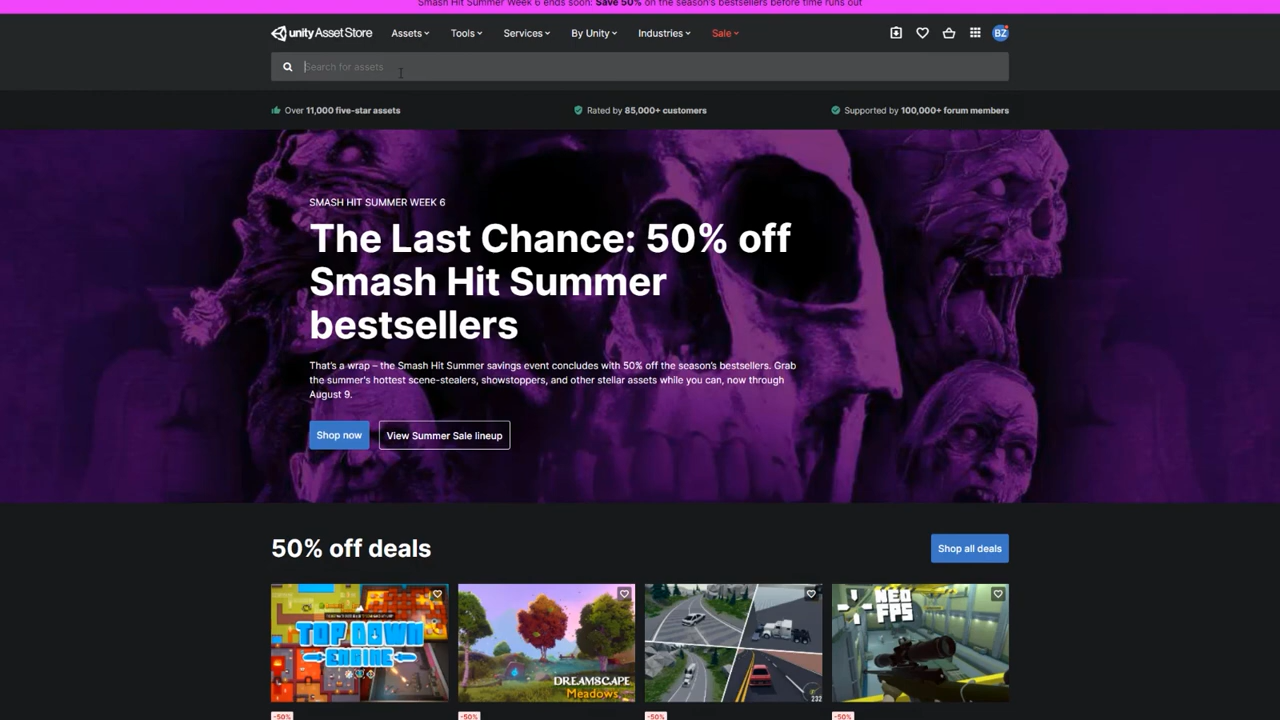 Smash Hit Summer Week 6 ends soon: Save 50% on the season's bestsellers before time runs out
unity Asset Store
Assets
Tools
Services
By Unity
Industries
Sale
BZ
Search for assets
Over 11,000 five-star assets
Rated by 85,000+ customers
Supported by 100,000+ forum members
SMASH HIT SUMMER WEEK 6
The Last Chance: 50% off
Smash Hit Summer
bestsellers
That's a wrap – the Smash Hit Summer savings event concludes with 50% off the season's bestsellers. Grab
the summer's hottest scene-stealers, showstoppers, and other stellar assets while you can, now through
August 9.
Shop now
View Summer Sale lineup
50% off deals
Shop all deals
TOP DOWN
ENGINE
DREAMSCAPE
Meadows
232
NEO
FPS
-50%
-50%
-50%
-50%